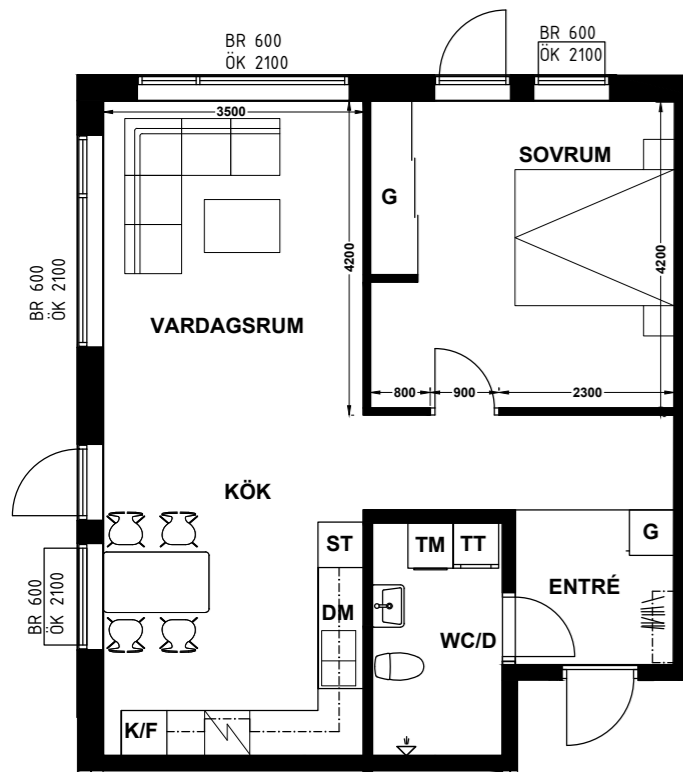 BR 600
ÖK 2100
BR 600
ÖK 2100
3500
SOVRUM
G
4200
4200
BR 600
ÖK 2100
VARDAGSRUM
800
900
2300
KÖK
ST
TM
TT
G
ENTRÉ
BR 600
ÖK 2100
DM
WC/D
K/F